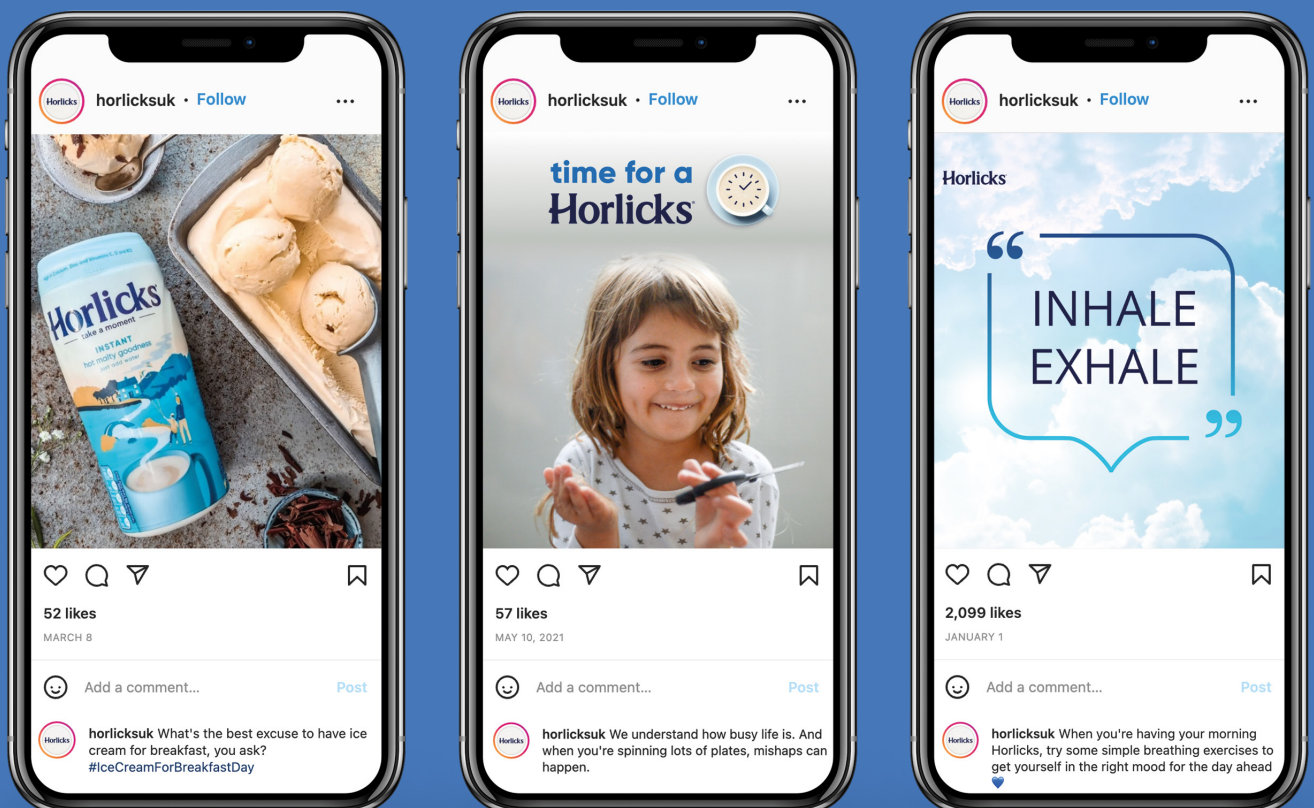 Horlicks
horlicksuk • Follow
Horlicks
take a moment
INSTANT
hot malty goodness
just add water
52 likes
MARCH 8
Add a comment...
Post
Horlicks
horlicksuk What's the best excuse to have ice
cream for breakfast, you ask?
#IceCreamForBreakfastDay
Horlicks
horlicksuk • Follow
time for a
Horlicks
57 likes
MAY 10, 2021
Add a comment...
Post
Horlicks
horlicksuk We understand how busy life is. And
when you're spinning lots of plates, mishaps can
happen.
Horlicks
horlicksuk • Follow
Horlicks
“
INHALE
EXHALE
”
2,099 likes
JANUARY 1
Add a comment...
Post
Horlicks
horlicksuk When you're having your morning
Horlicks, try some simple breathing exercises to
get yourself in the right mood for the day ahead
💙